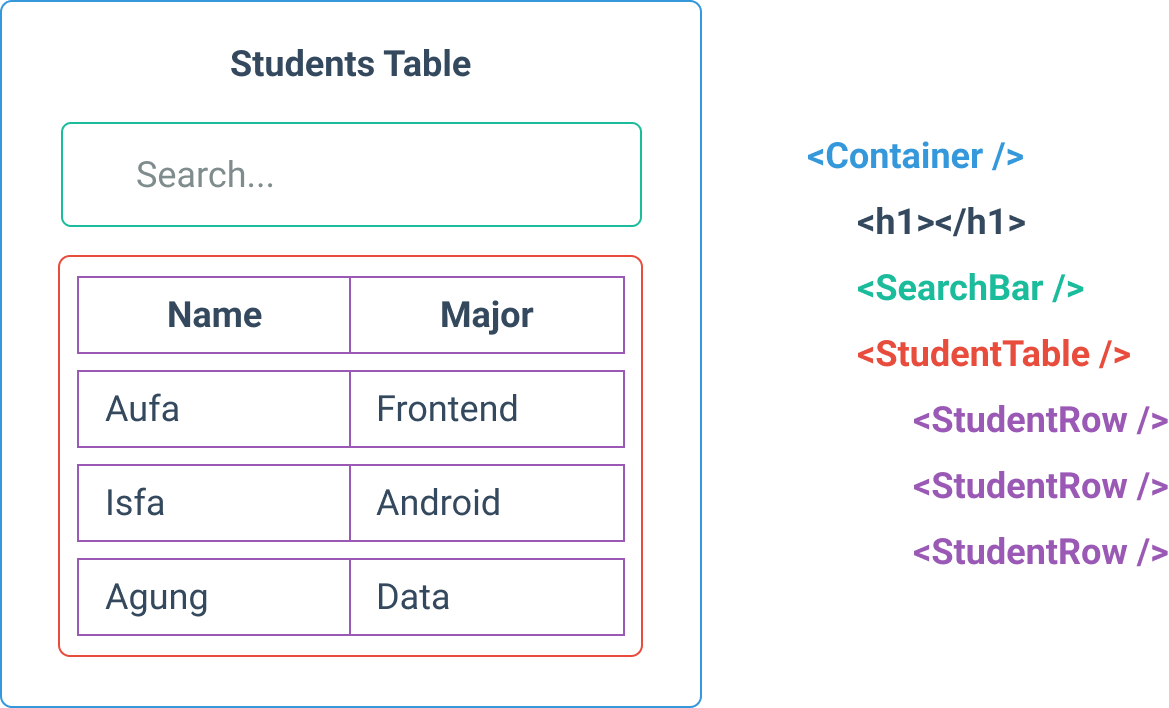 Students Table
Search...
Name Major
Aufa Frontend
Isfa Android
Agung Data
<Container />
<h1></h1>
<SearchBar />
<StudentTable />
<StudentRow />
<StudentRow />
<StudentRow />